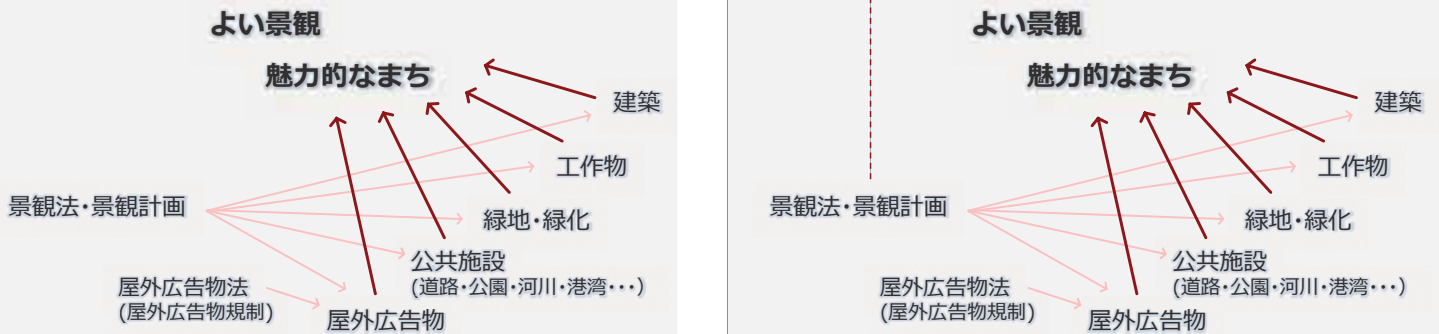 よい景観
魅力的なまち
建築
工作物
景観法・景観計画
緑地・緑化
公共施設
(道路・公園・河川・港湾・・・)
屋外広告物法
(屋外広告物規制)
屋外広告物
よい景観
魅力的なまち
建築
工作物
景観法・景観計画
緑地・緑化
公共施設
(道路・公園・河川・港湾・・・)
屋外広告物法
(屋外広告物規制)
屋外広告物